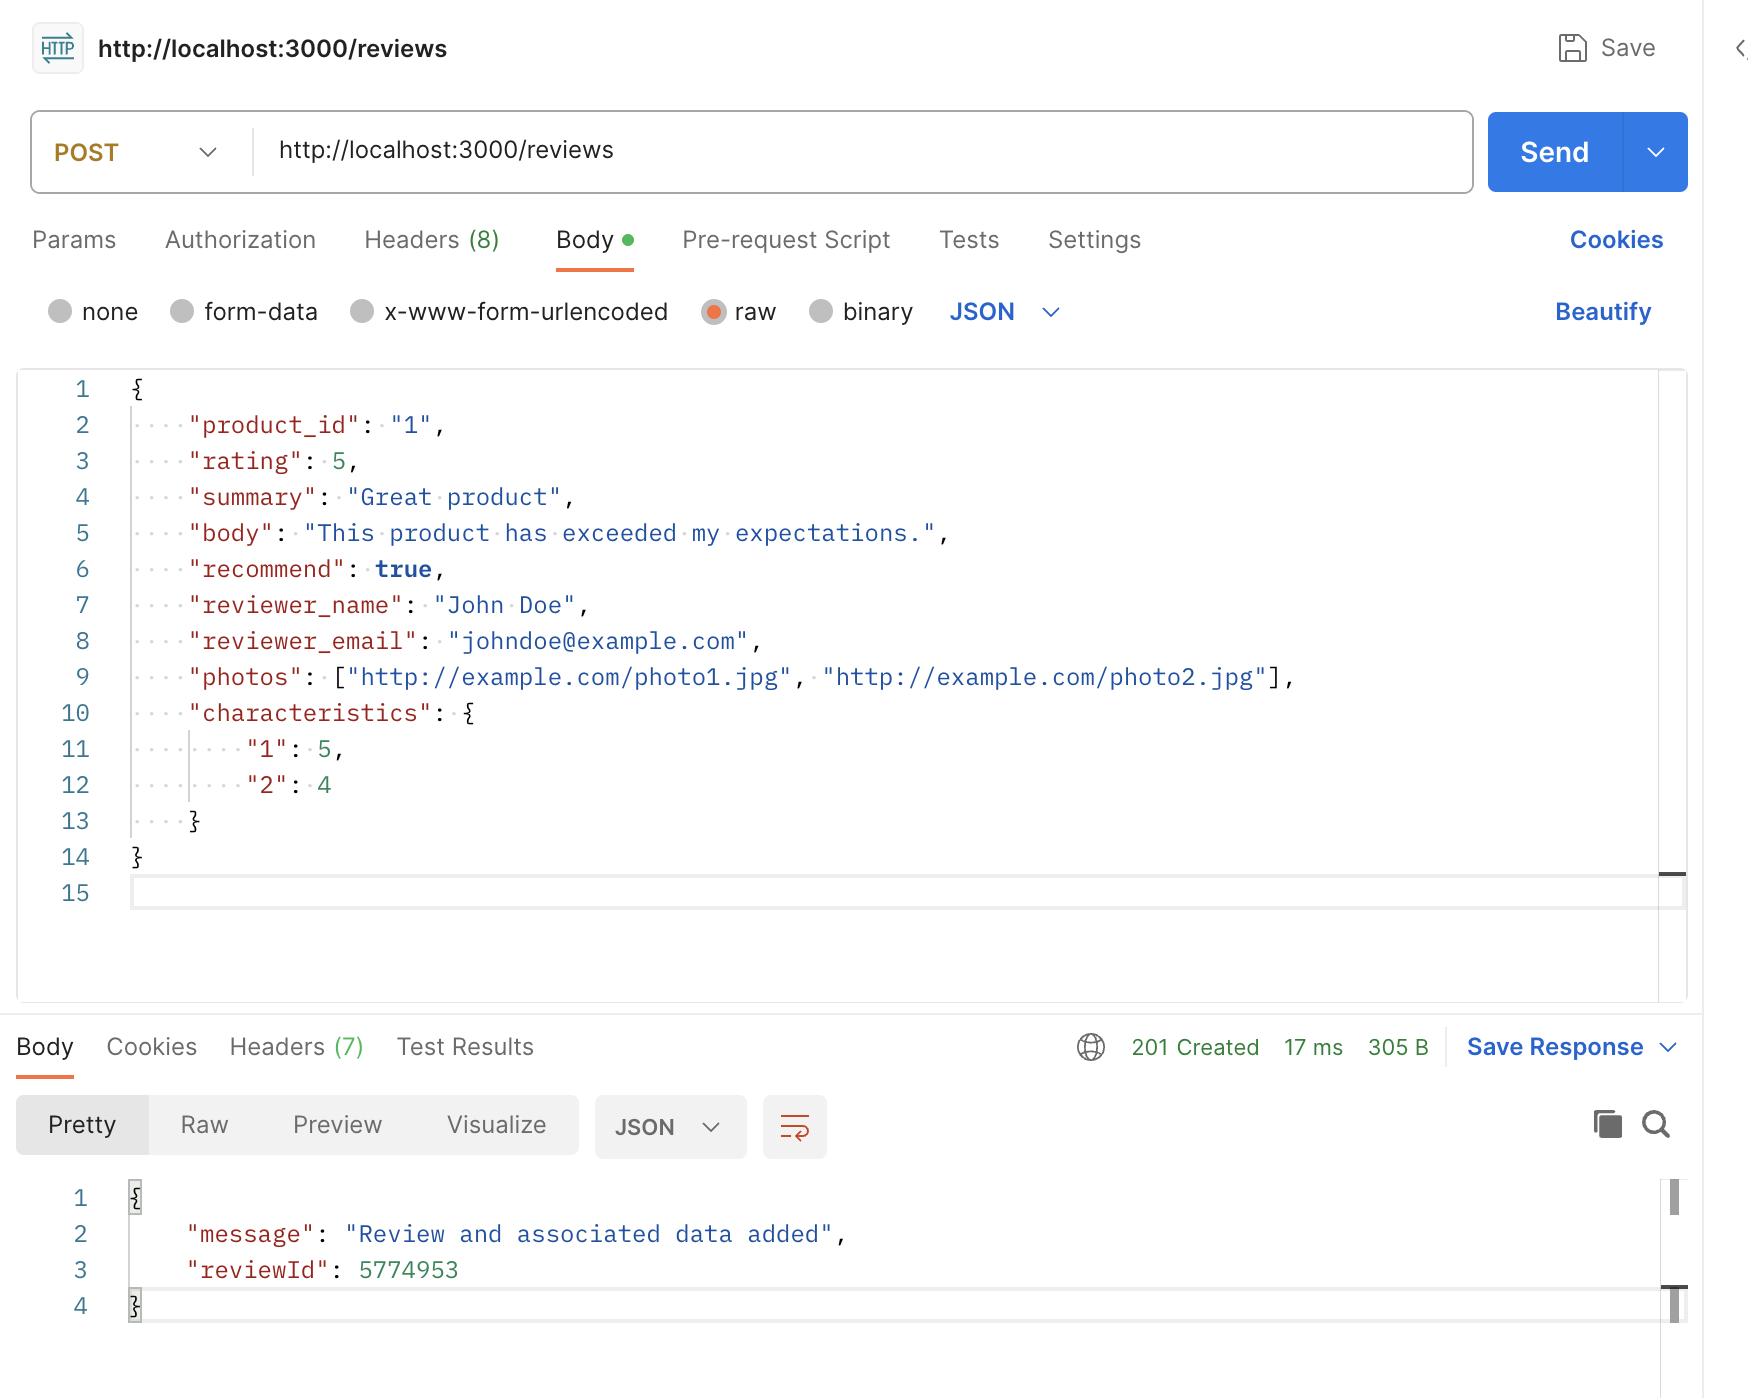 HTTP http://localhost:3000/reviews Save
POST http://localhost:3000/reviews Send
Params Authorization Headers (8) Body Pre-request Script Tests Settings Cookies
none form-data x-www-form-urlencoded raw binary JSON Beautify
1 {
2 "product_id": "1",
3 "rating": 5,
4 "summary": "Great product",
5 "body": "This product has exceeded my expectations.",
6 "recommend": true,
7 "reviewer_name": "John Doe",
8 "reviewer_email": "johndoe@example.com",
9 "photos": ["http://example.com/photo1.jpg", "http://example.com/photo2.jpg"],
10 "characteristics": {
11 "1": 5,
12 "2": 4
13 }
14 }
15
Body Cookies Headers (7) Test Results 201 Created 17 ms 305 B Save Response
Pretty Raw Preview Visualize JSON
1 {
2 "message": "Review and associated data added",
3 "reviewId": 5774953
4 }